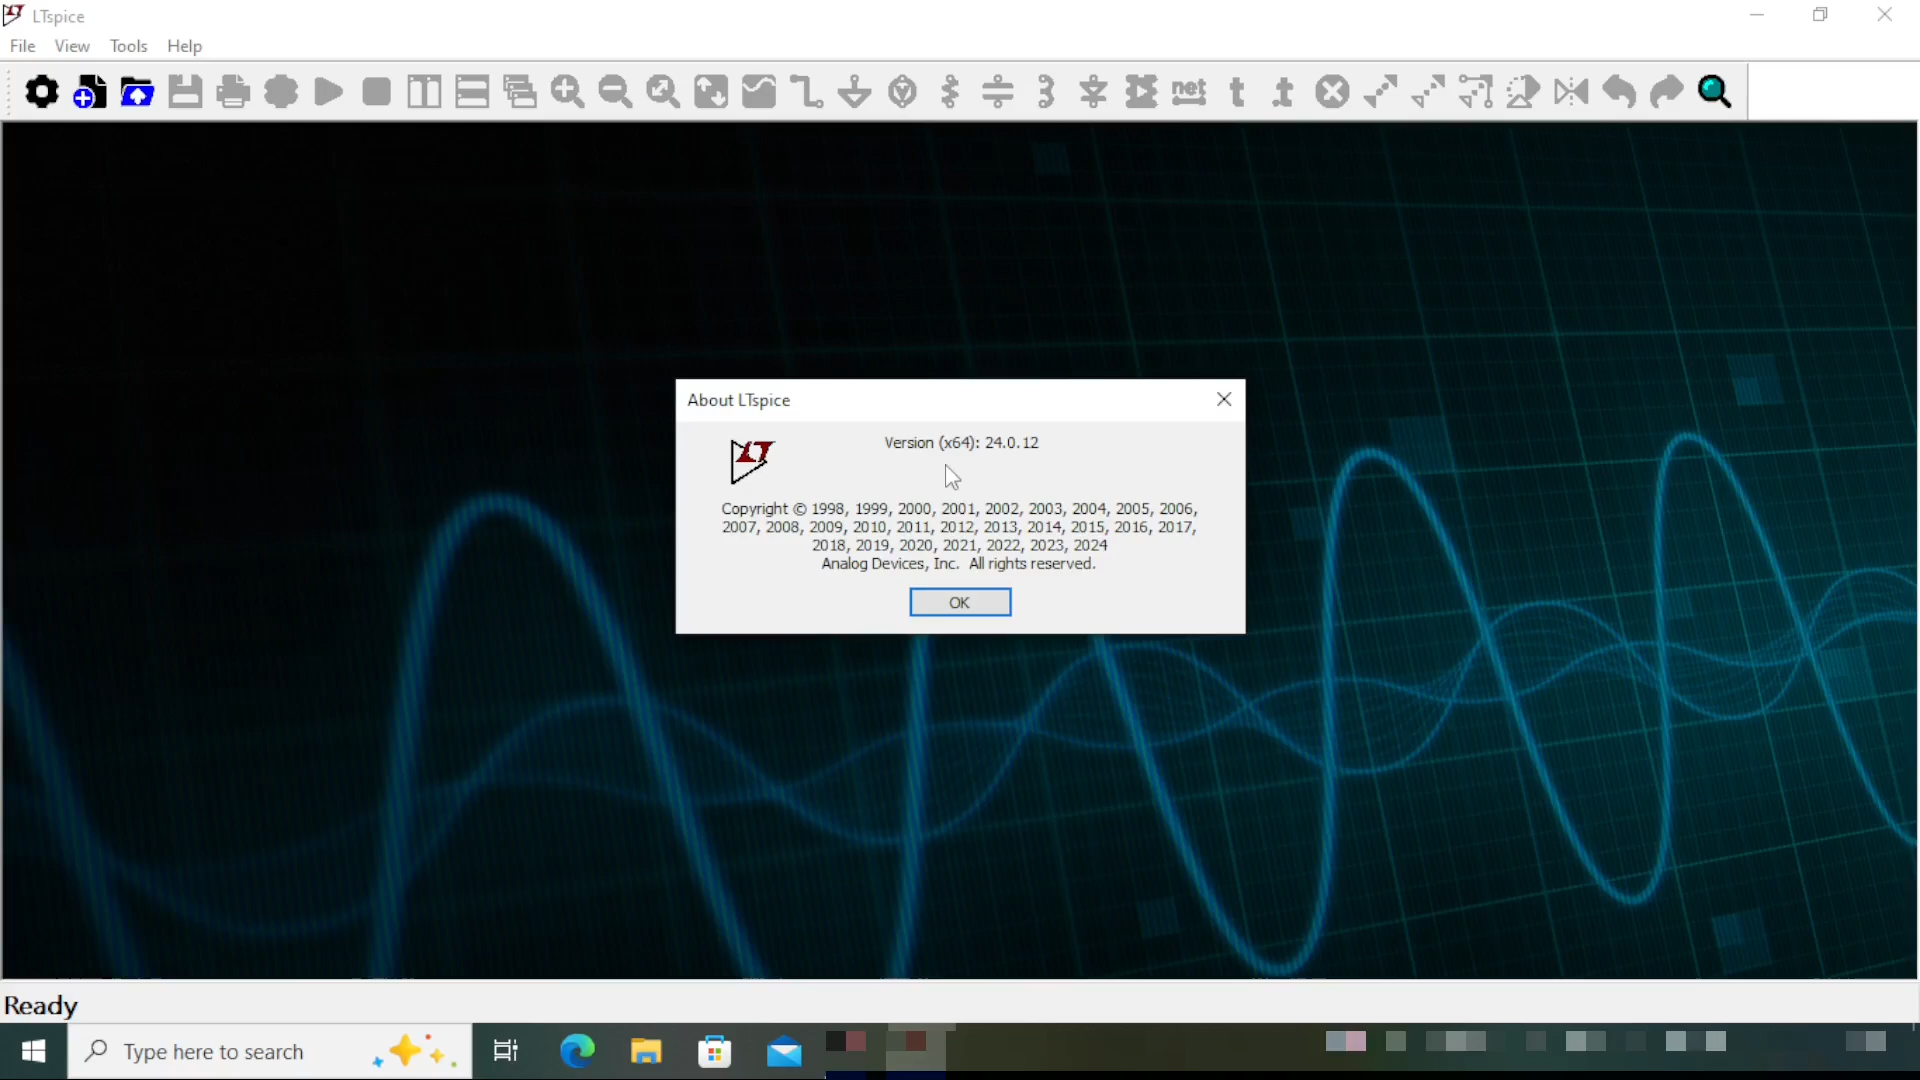 LTspice
File View Tools Help
net t .t
About LTspice
LT
Version (x64): 24.0.12
Copyright © 1998, 1999, 2000, 2001, 2002, 2003, 2004, 2005, 2006,
2007, 2008, 2009, 2010, 2011, 2012, 2013, 2014, 2015, 2016, 2017,
2018, 2019, 2020, 2021, 2022, 2023, 2024
Analog Devices, Inc. All rights reserved.
OK
Ready
Type here to search